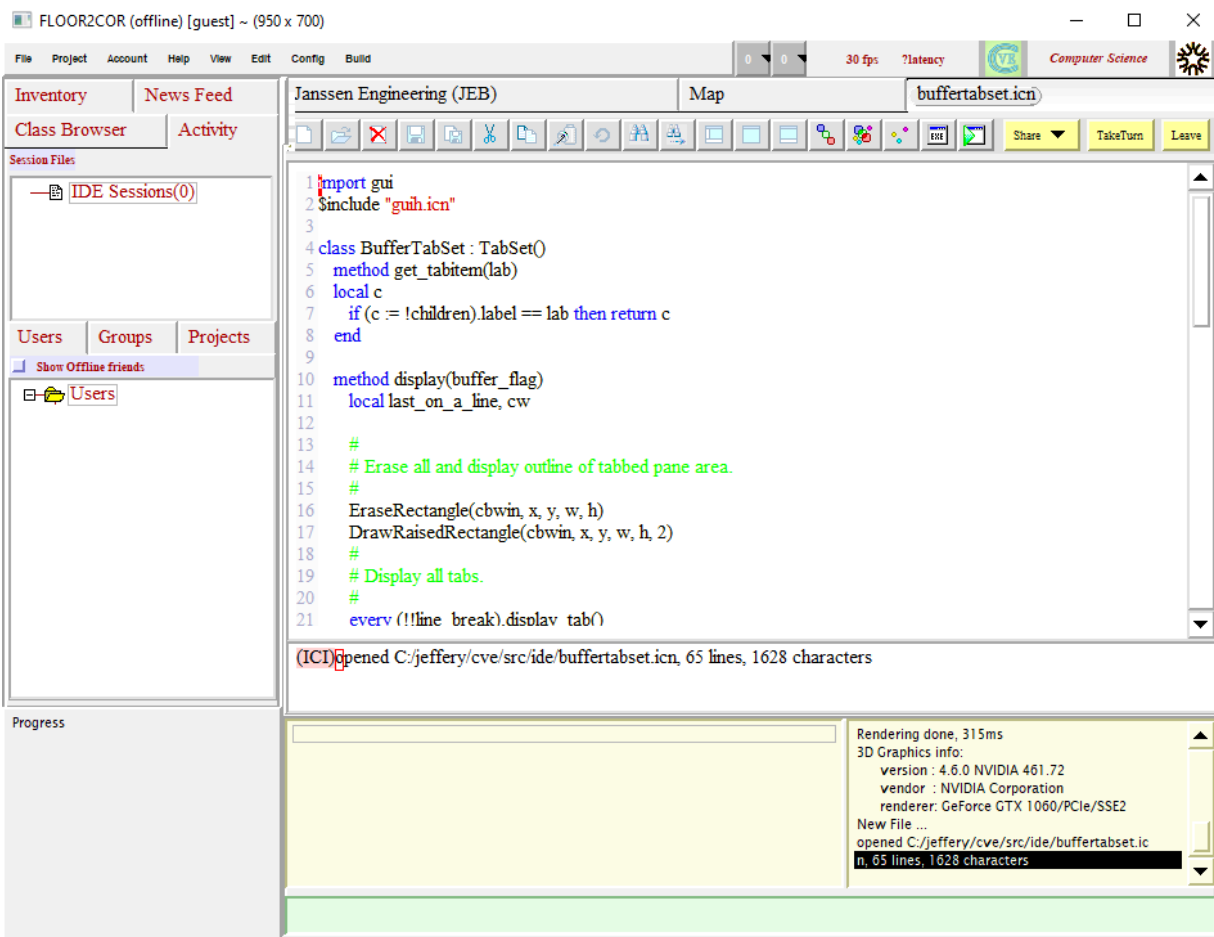 FLOOR2COR (offline) [guest] ~ (950 x 700)
File Project Account Help View Edit Config Build
0 0 30 fps ?latency CVE Computer Science
Inventory News Feed
Janssen Engineering (JEB) Map buffertabset.icn
Class Browser Activity
EXE Share TakeTurn Leave
Session Files
IDE Sessions(0)
1 import gui
2 $include "guih.icn"
3
4 class BufferTabSet : TabSet()
5 method get_tabitem(lab)
6 local c
7 if (c := !children).label == lab then return c
8 end
9
10 method display(buffer_flag)
11 local last_on_a_line, cw
12
13 #
14 # Erase all and display outline of tabbed pane area.
15 #
16 EraseRectangle(cbwin, x, y, w, h)
17 DrawRaisedRectangle(cbwin, x, y, w, h, 2)
18 #
19 # Display all tabs.
20 #
21 every (!!line_break).display_tab()
Users Groups Projects
Show Offline friends
Users
(ICI)opened C:/jeffery/cve/src/ide/buffertabset.icn, 65 lines, 1628 characters
Progress
Rendering done, 315ms
3D Graphics info:
version : 4.6.0 NVIDIA 461.72
vendor : NVIDIA Corporation
renderer: GeForce GTX 1060/PCIe/SSE2
New File ...
opened C:/jeffery/cve/src/ide/buffertabset.ic
n, 65 lines, 1628 characters